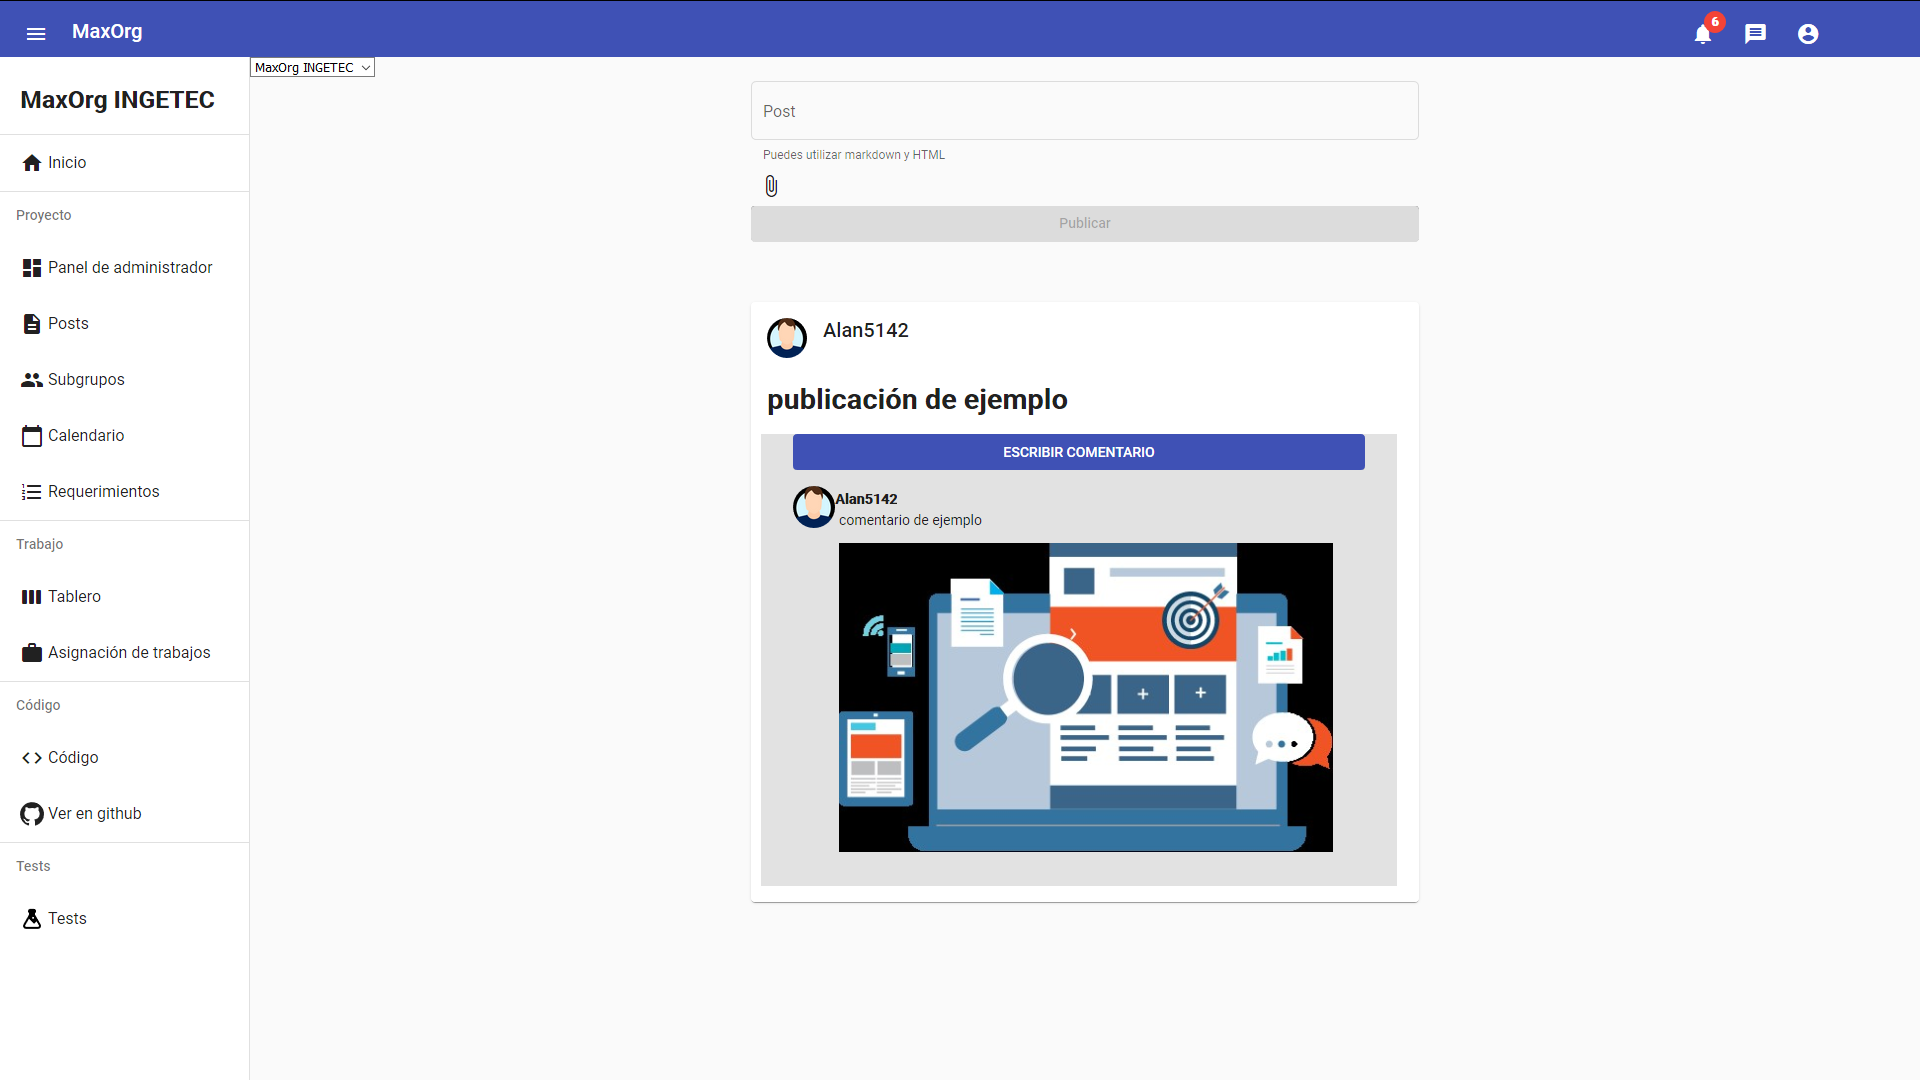 MaxOrg
6
MaxOrg INGETEC
MaxOrg INGETEC
Inicio
Proyecto
Panel de administrador
Posts
Subgrupos
Calendario
Requerimientos
Trabajo
Tablero
Asignación de trabajos
Código
Código
Ver en github
Tests
Tests
Post
Puedes utilizar markdown y HTML
Publicar
Alan5142
publicación de ejemplo
ESCRIBIR COMENTARIO
Alan5142
comentario de ejemplo